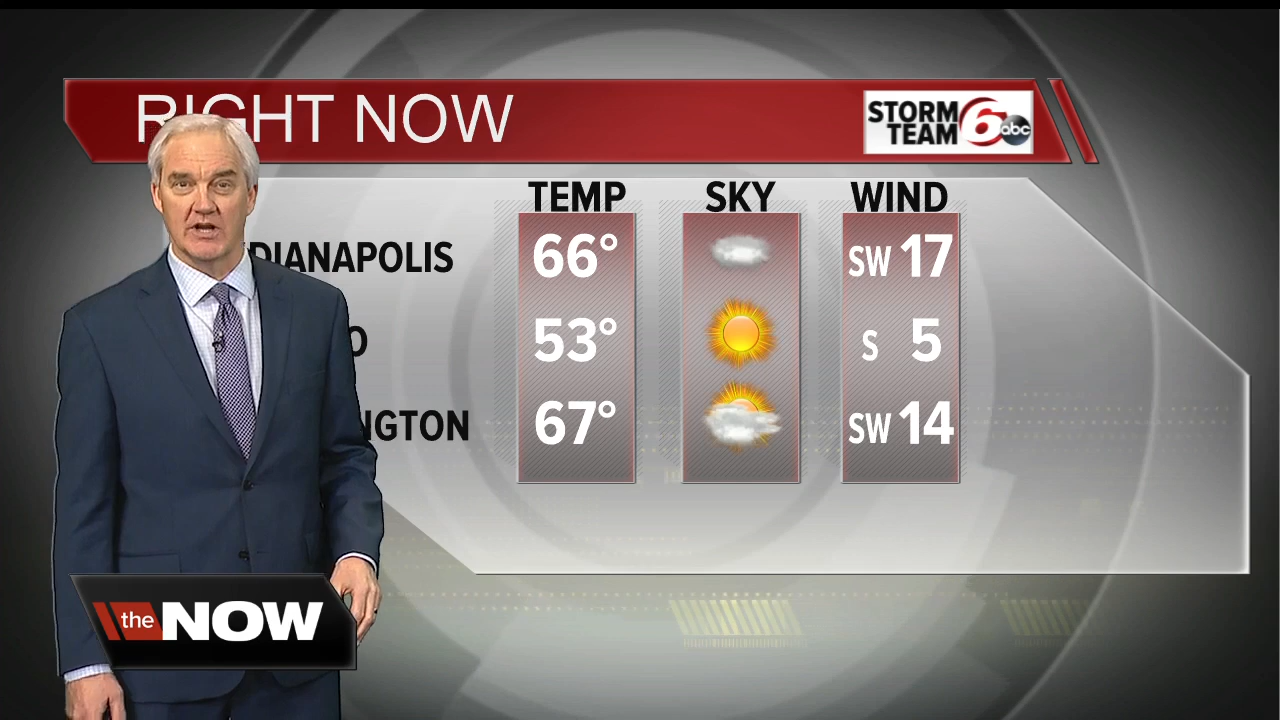 RIGHT NOW
STORM TEAM 6 abc
TEMP SKY WIND
DIANAPOLIS 66° SW 17
O 53° S 5
NGTON 67° SW 14
the NOW